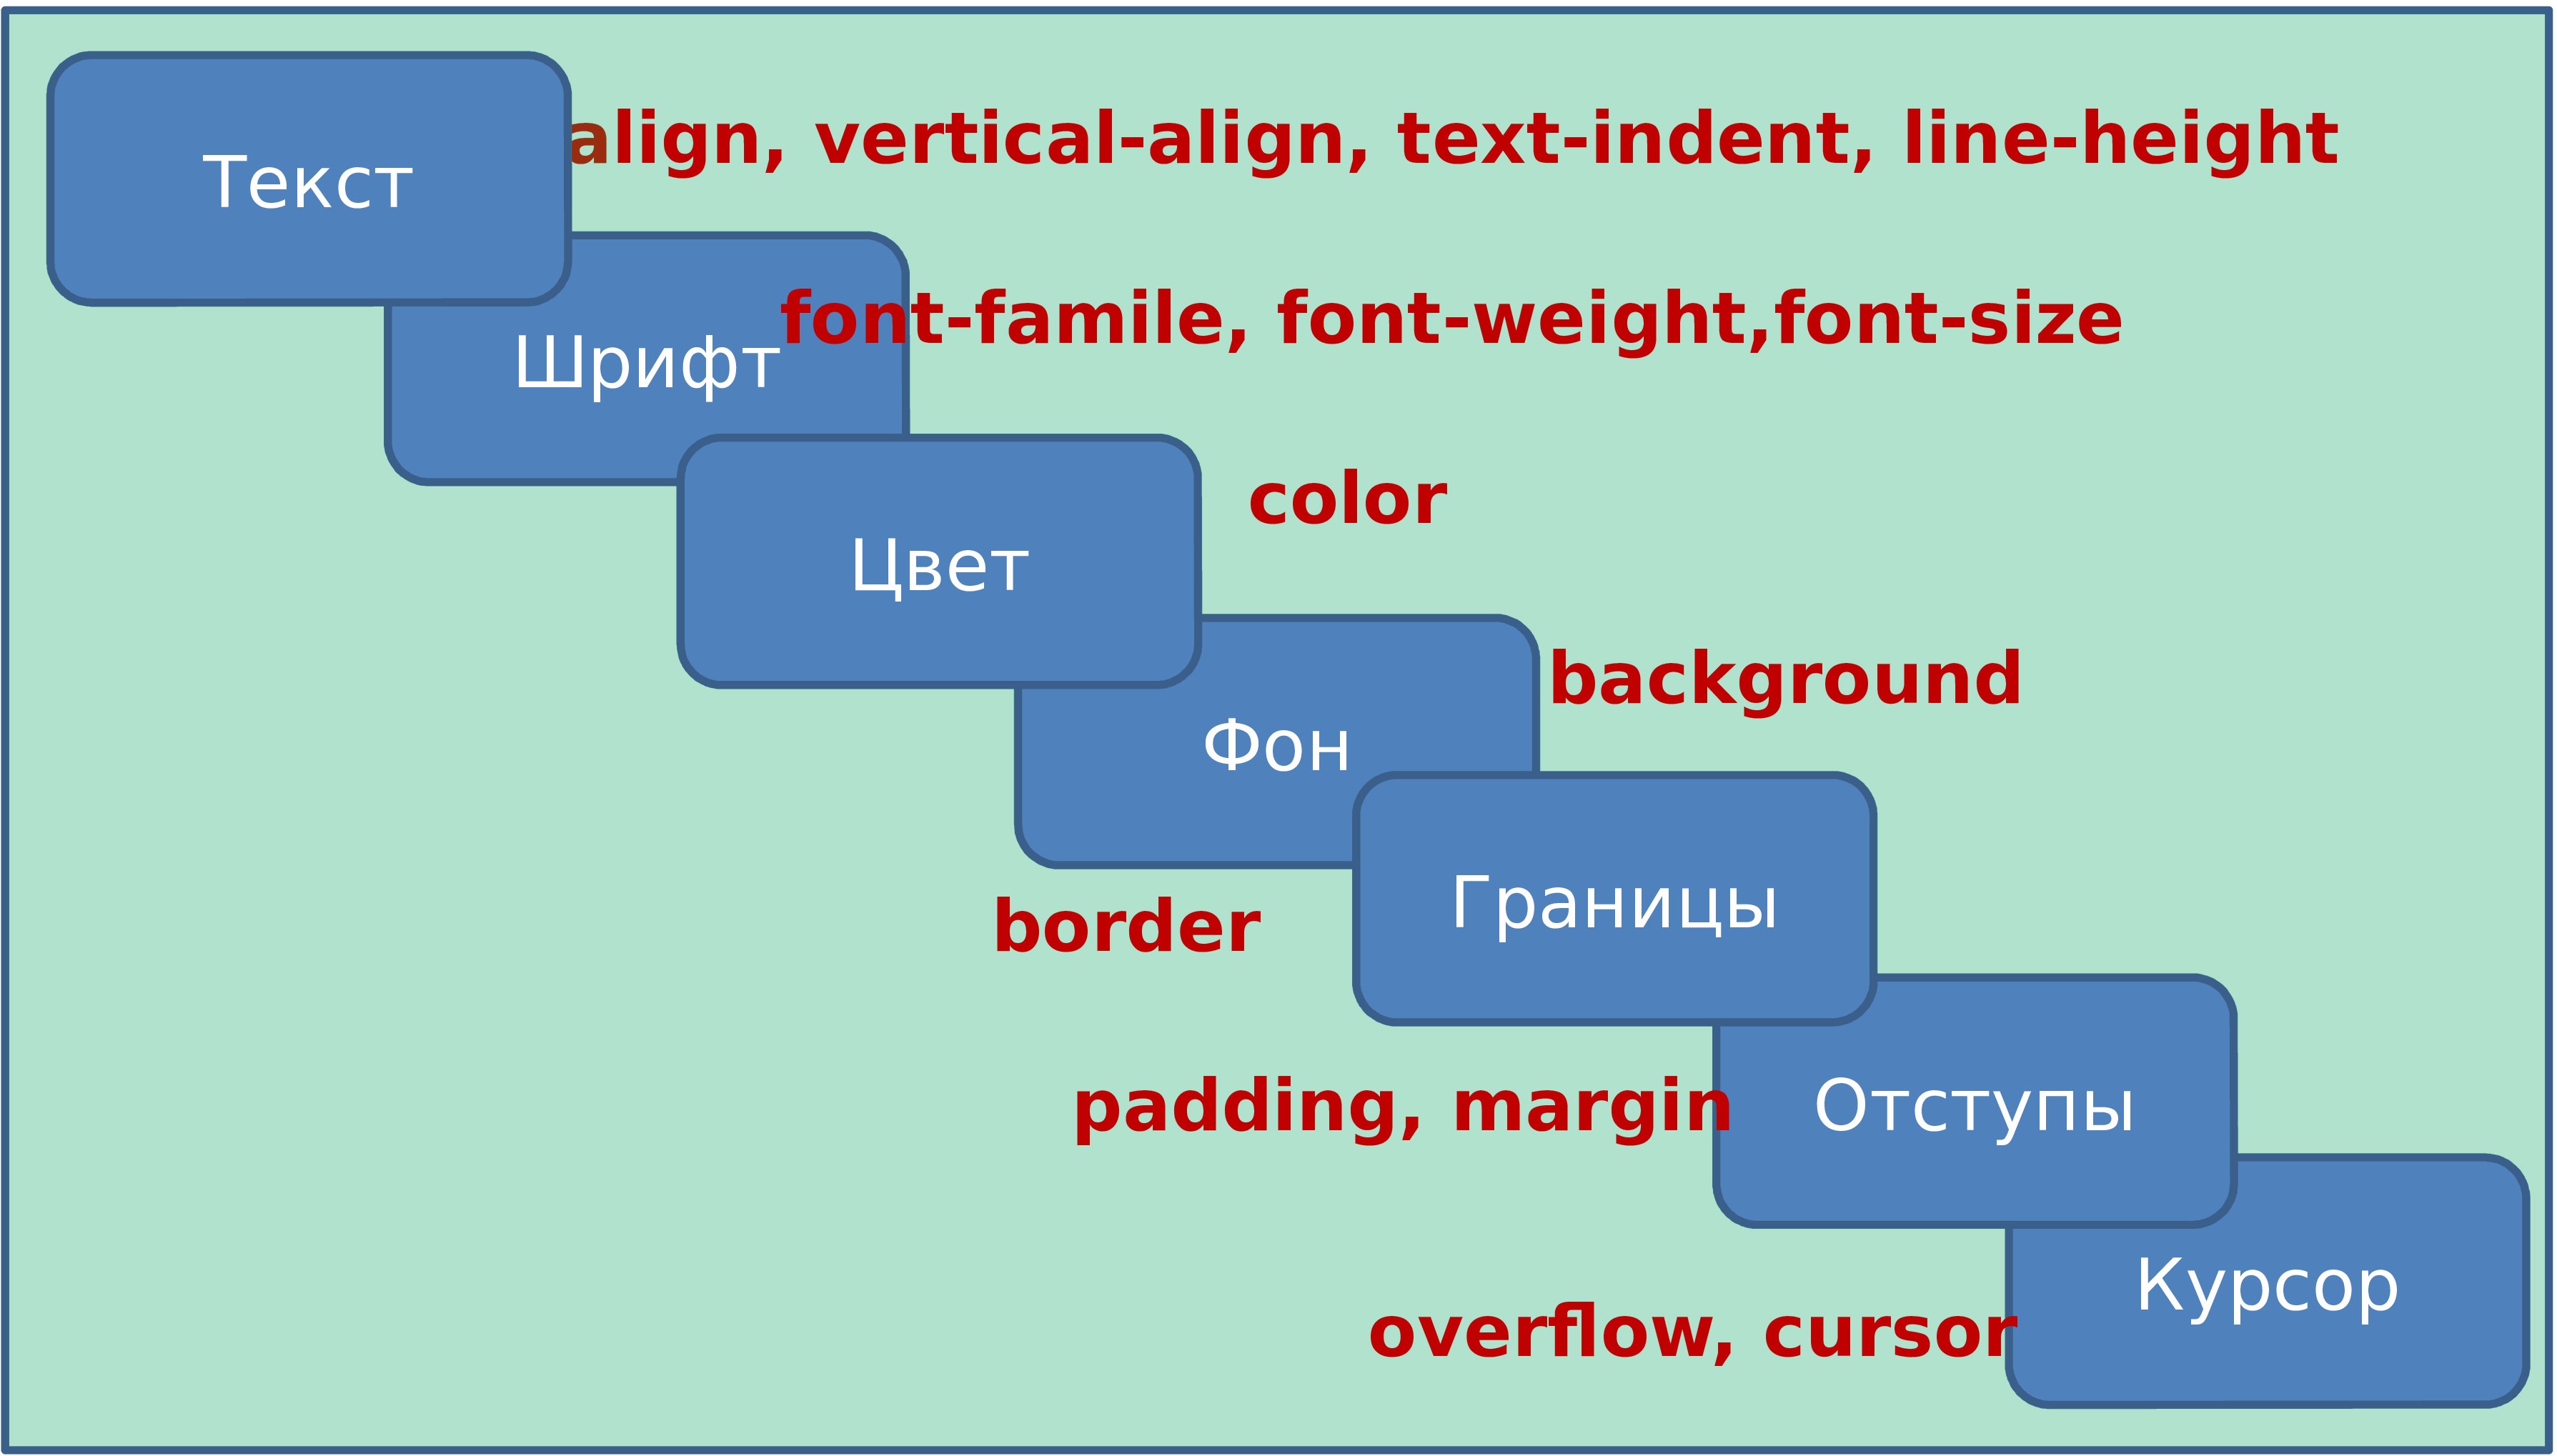 align, vertical-align, text-indent, line-height
Текст
font-famile, font-weight,font-size
Шрифт
color
Цвет
background
Фон
Границы
border
padding, margin
Отступы
Курсор
overflow, cursor